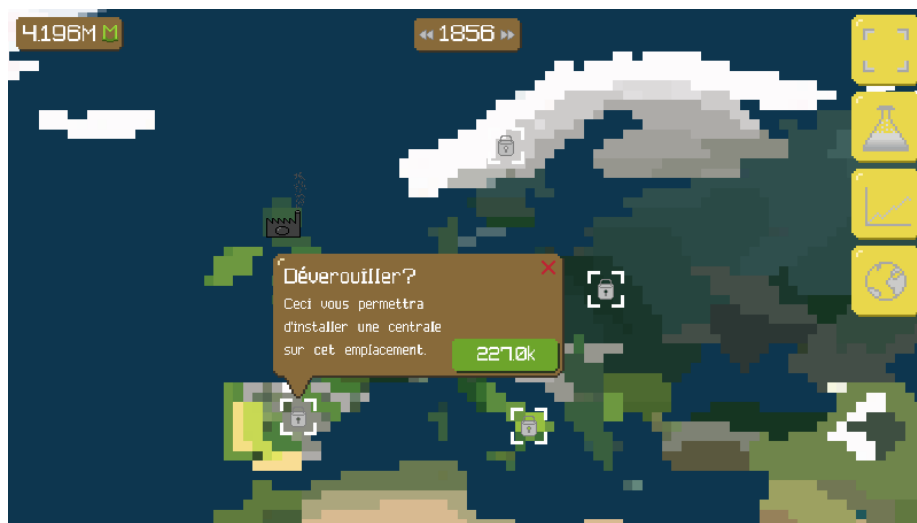 4.196M M
1856
Déverouiller?
Ceci vous permettra
d'installer une centrale
sur cet emplacement.
227.0k